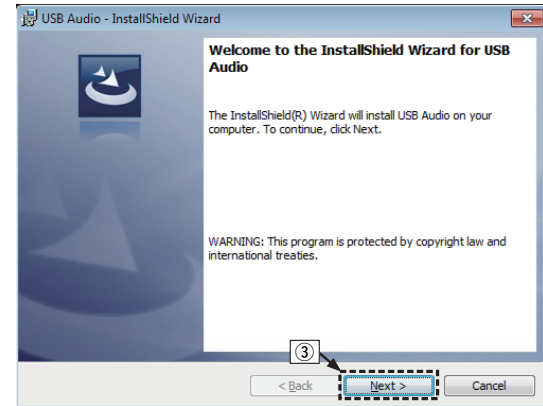 USB Audio - InstallShield Wizard
Welcome to the InstallShield Wizard for USB
Audio
The InstallShield(R) Wizard will install USB Audio on your
computer. To continue, click Next.
WARNING: This program is protected by copyright law and
international treaties.
③
< Back Next > Cancel